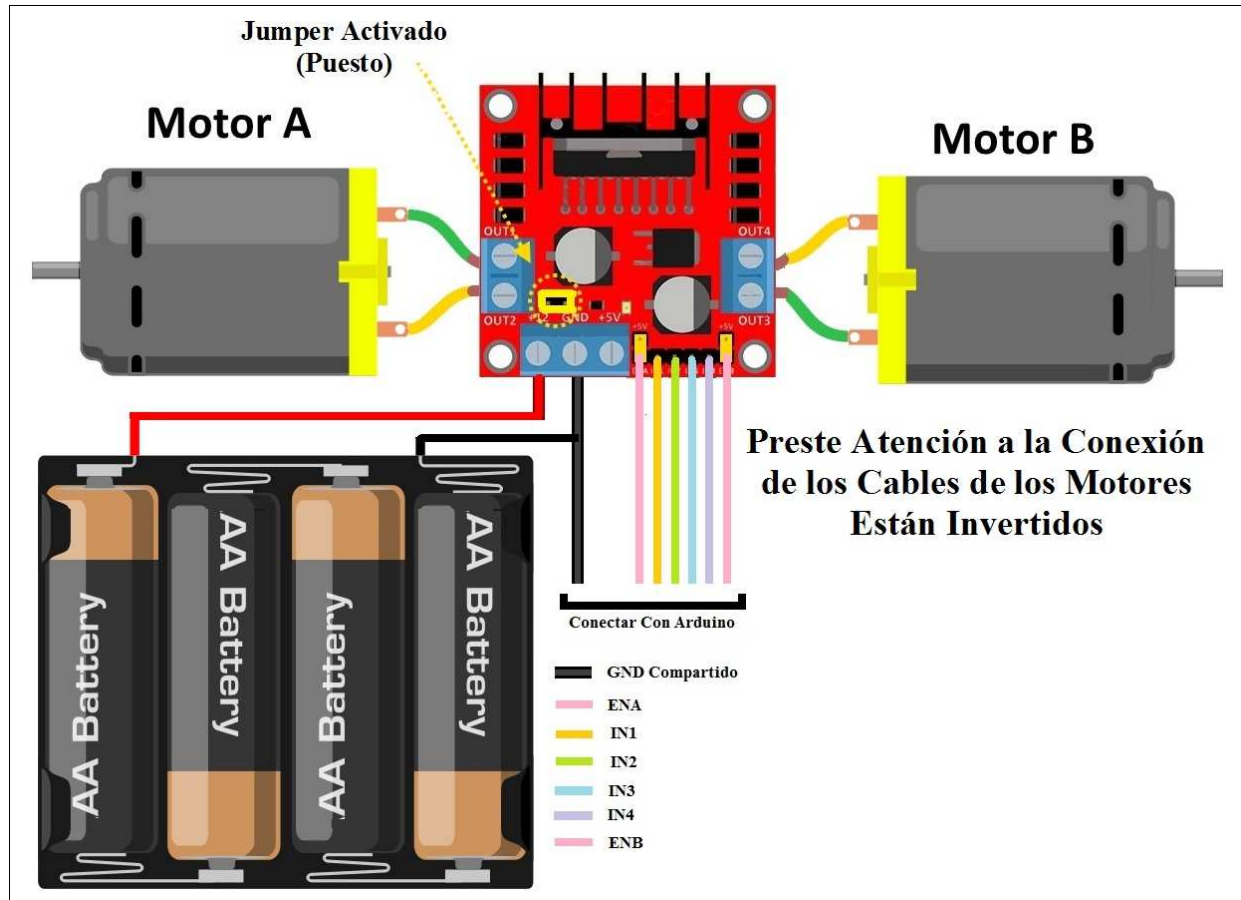 Jumper Activado
(Puesto)
Motor A
Motor B
OUT1
OUT4
OUT2
OUT3
+12
GND
+5V
+5V
+5V
Preste Atención a la Conexión
de los Cables de los Motores
Están Invertidos
AA Battery
AA Battery
AA Battery
AA Battery
Conectar Con Arduino
GND Compartido
ENA
IN1
IN2
IN3
IN4
ENB